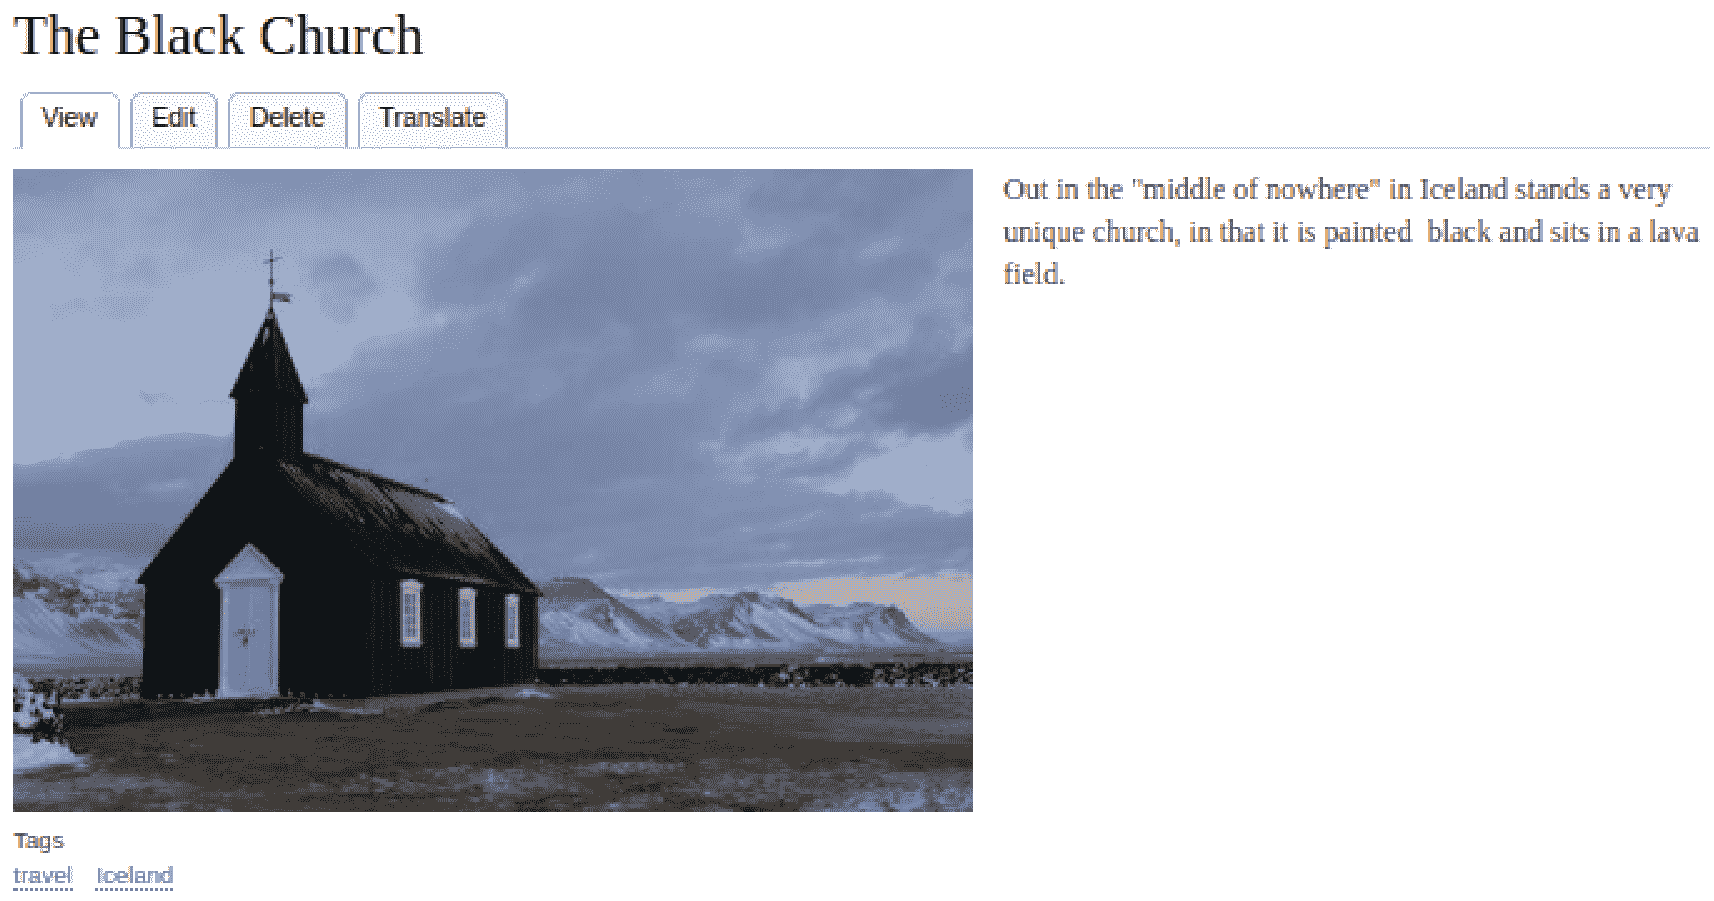 The Black Church
View Edit Delete Translate
Out in the "middle of nowhere" in Iceland stands a very
unique church, in that it is painted  black and sits in a lava
field.
Tags
travel Iceland